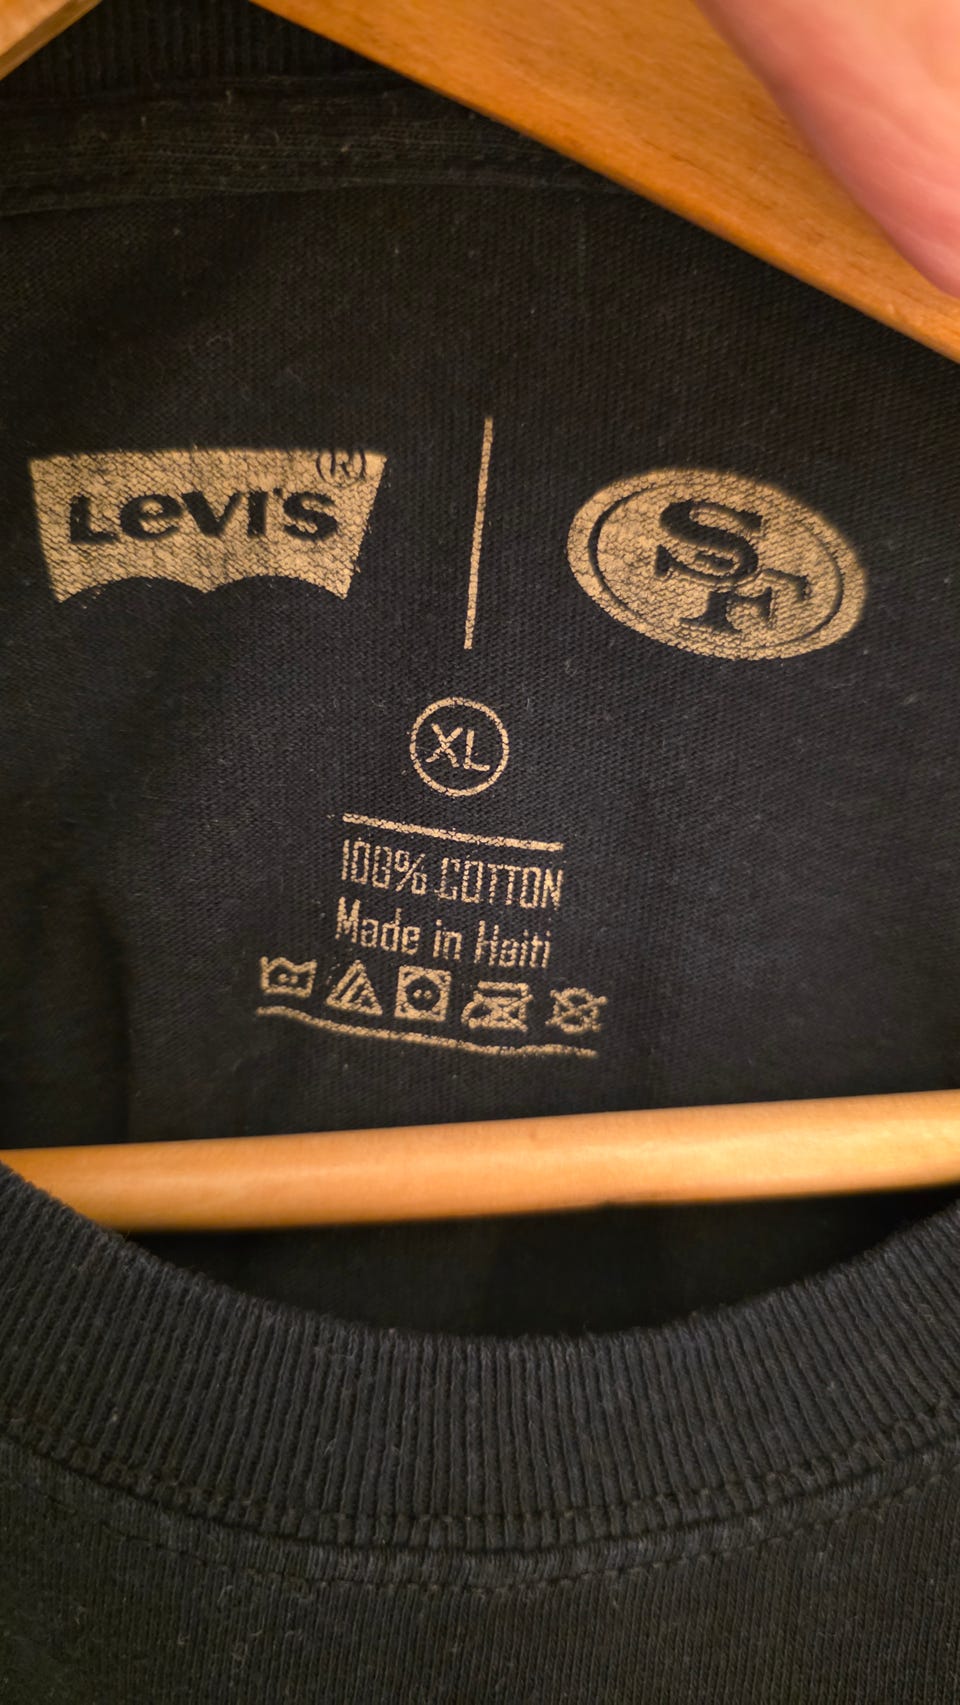 Levi's®
SF
XL
100% COTTON
Made in Haiti